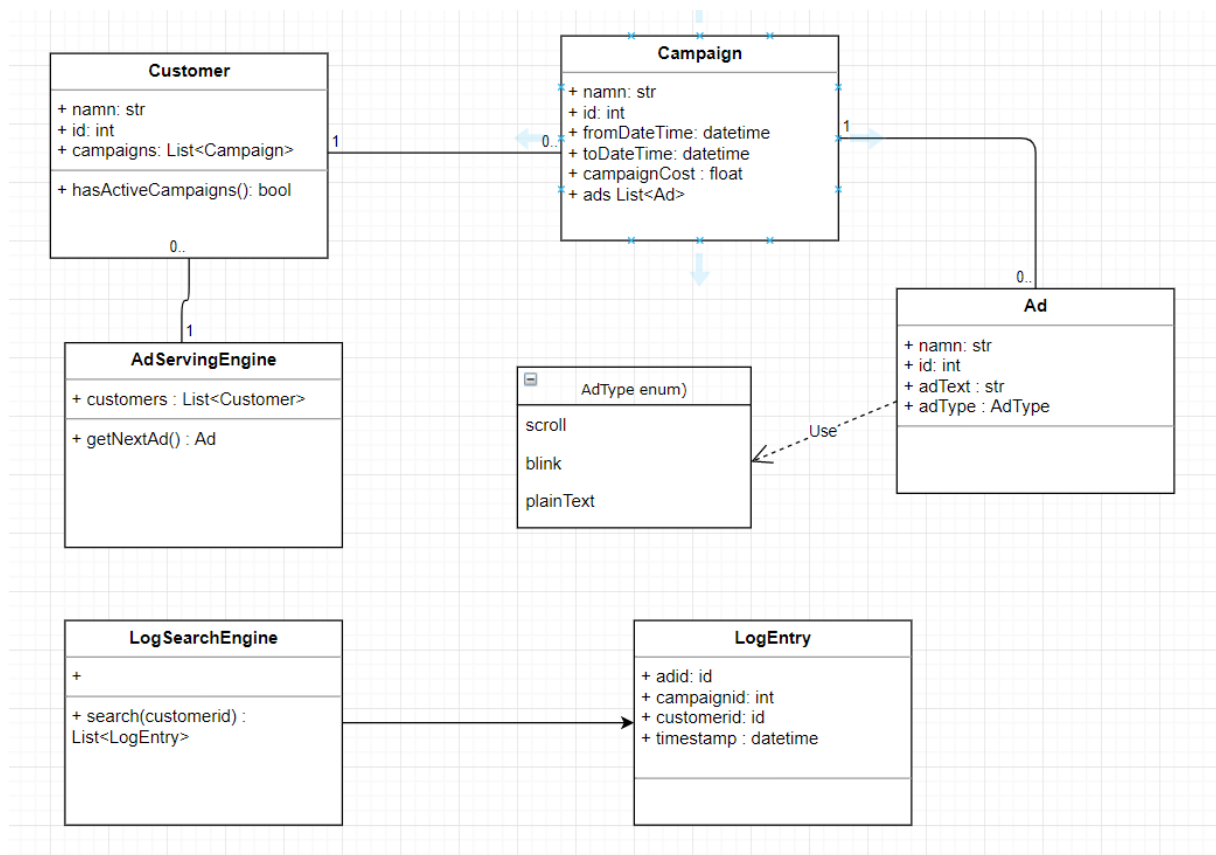 Customer
+ namn: str
+ id: int
+ campaigns: List<Campaign>
+ hasActiveCampaigns(): bool
0..
1
0..
Campaign
+ namn: str
+ id: int
+ fromDateTime: datetime
+ toDateTime: datetime
+ campaignCost : float
+ ads List<Ad>
1
0..
1
AdServingEngine
+ customers : List<Customer>
+ getNextAd() : Ad
AdType enum)
scroll
blink
plainText
Use
Ad
+ namn: str
+ id: int
+ adText : str
+ adType : AdType
LogSearchEngine
+
+ search(customerid) :
List<LogEntry>
LogEntry
+ adid: id
+ campaignid: int
+ customerid: id
+ timestamp : datetime